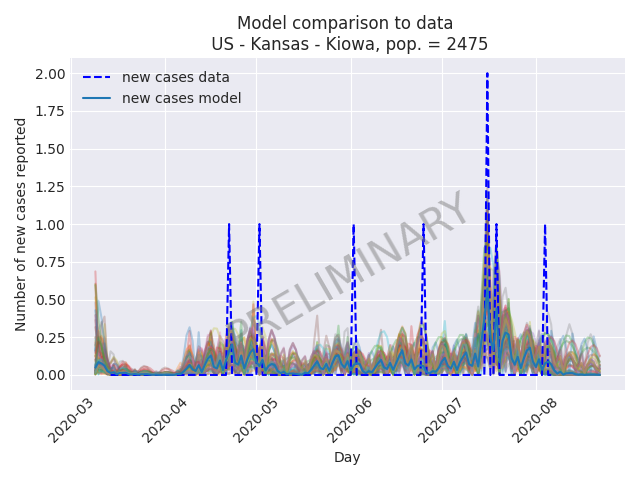 Model comparison to data
US - Kansas - Kiowa, pop. = 2475
new cases data
new cases model
2.00
1.75
1.50
1.25
1.00
0.75
0.50
0.25
0.00
Number of new cases reported
PRELIMINARY
2020-03
2020-04
2020-05
2020-06
2020-07
2020-08
Day